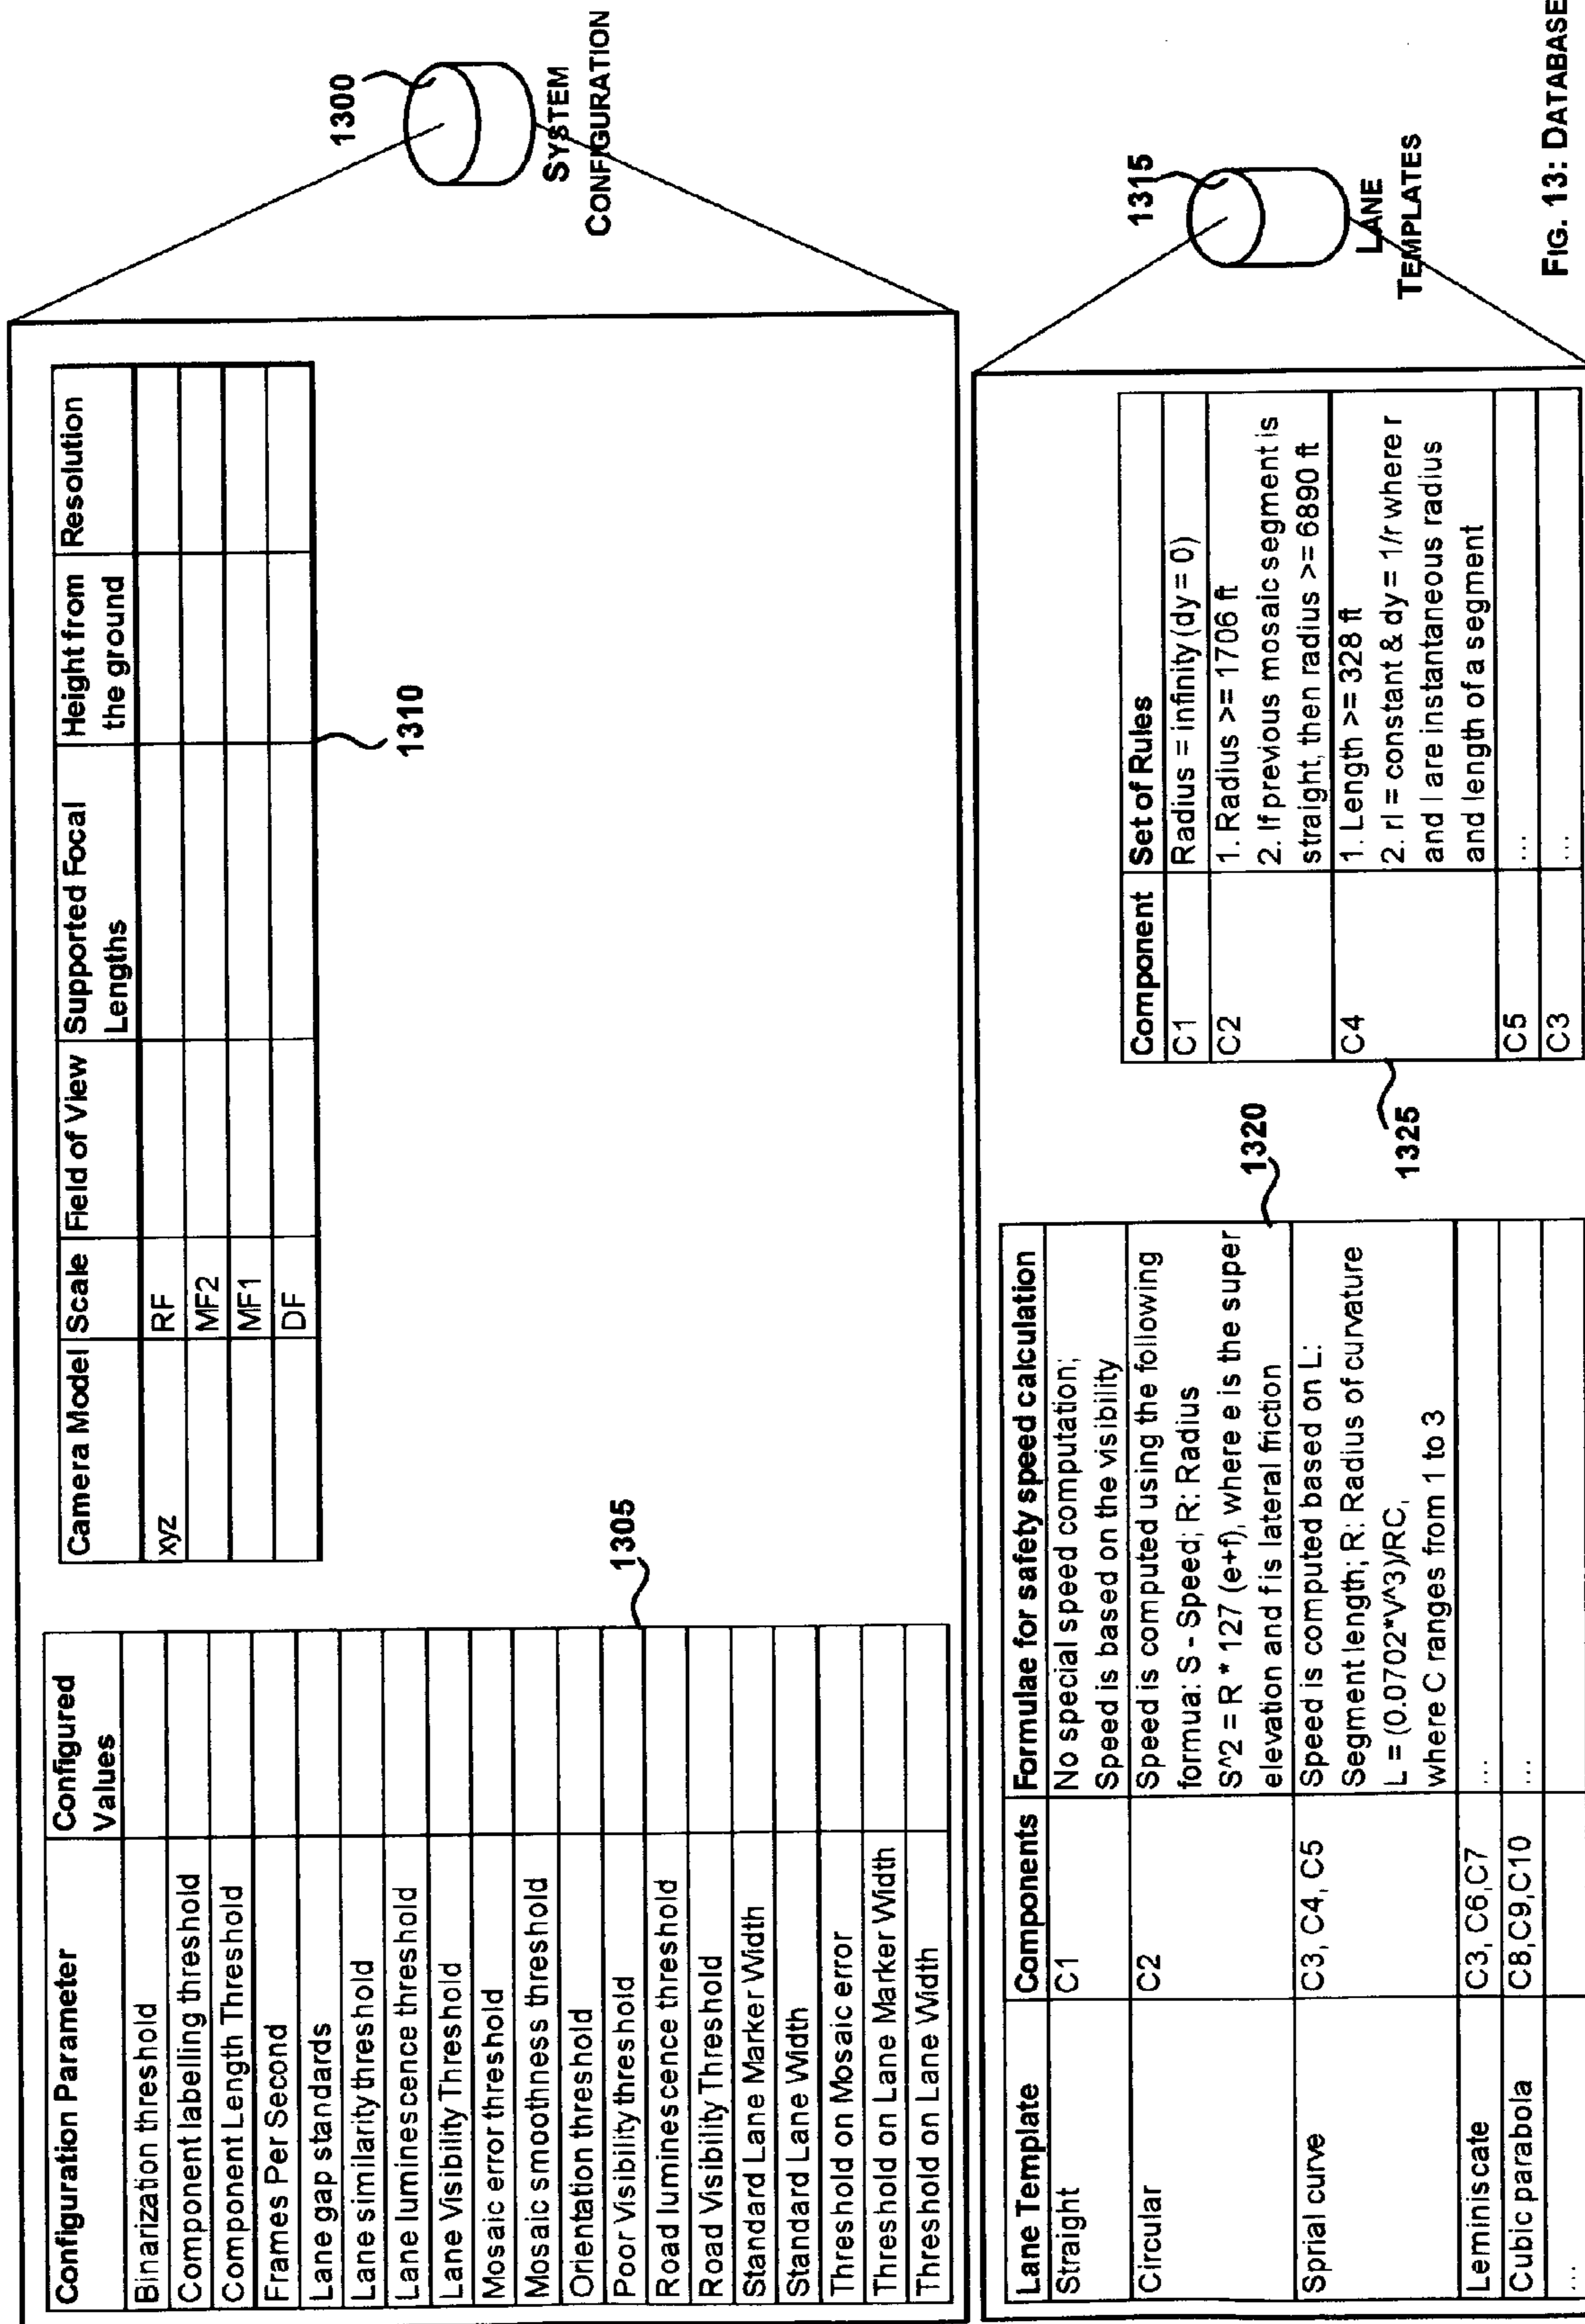 Configuration Parameter Configured Values
Binarization threshold
Component labelling threshold
Component Length Threshold
Frames Per Second
Lane gap standards
Lane similarity threshold
Lane luminescence threshold
Lane Visibility Threshold
Mosaic error threshold
Mosaic smoothness threshold
Orientation threshold
Poor Visibility threshold
Road luminescence threshold
Road Visibility Threshold
Standard Lane Marker Width
Standard Lane Width
Threshold on Mosaic error
Threshold on Lane Marker Width
Threshold on Lane Width
1305
Camera Model Scale Field of View Supported Focal Lengths Height from the ground Resolution
xyz RF
MF2
MF1
DF
1310
1300
SYSTEM
CONFIGURATION
Lane Template Components Formulae for safety speed calculation
Straight C1 No special speed computation;
Speed is based on the visibility
Circular C2 Speed is computed using the following
formua: S - Speed; R: Radius
S^2 = R * 127 (e+f), where e is the super
elevation and f is lateral friction
Sprial curve C3, C4, C5 Speed is computed based on L:
Segment length; R: Radius of curvature
L = (0.0702*V^3)/RC,
where C ranges from 1 to 3
Leminiscate C3, C6,C7 ...
Cubic parabola C8,C9,C10 ...
...
1320
Component Set of Rules
C1 Radius = infinity (dy = 0)
C2 1. Radius >= 1706 ft
2. If previous mosaic segment is
straight, then radius >= 6890 ft
C4 1. Length >= 328 ft
2. rl = constant & dy = 1/r where r
and l are instantaneous radius
and length of a segment
C5 ...
C3 ...
1325
1315
LANE
TEMPLATES
FIG. 13: DATABASE